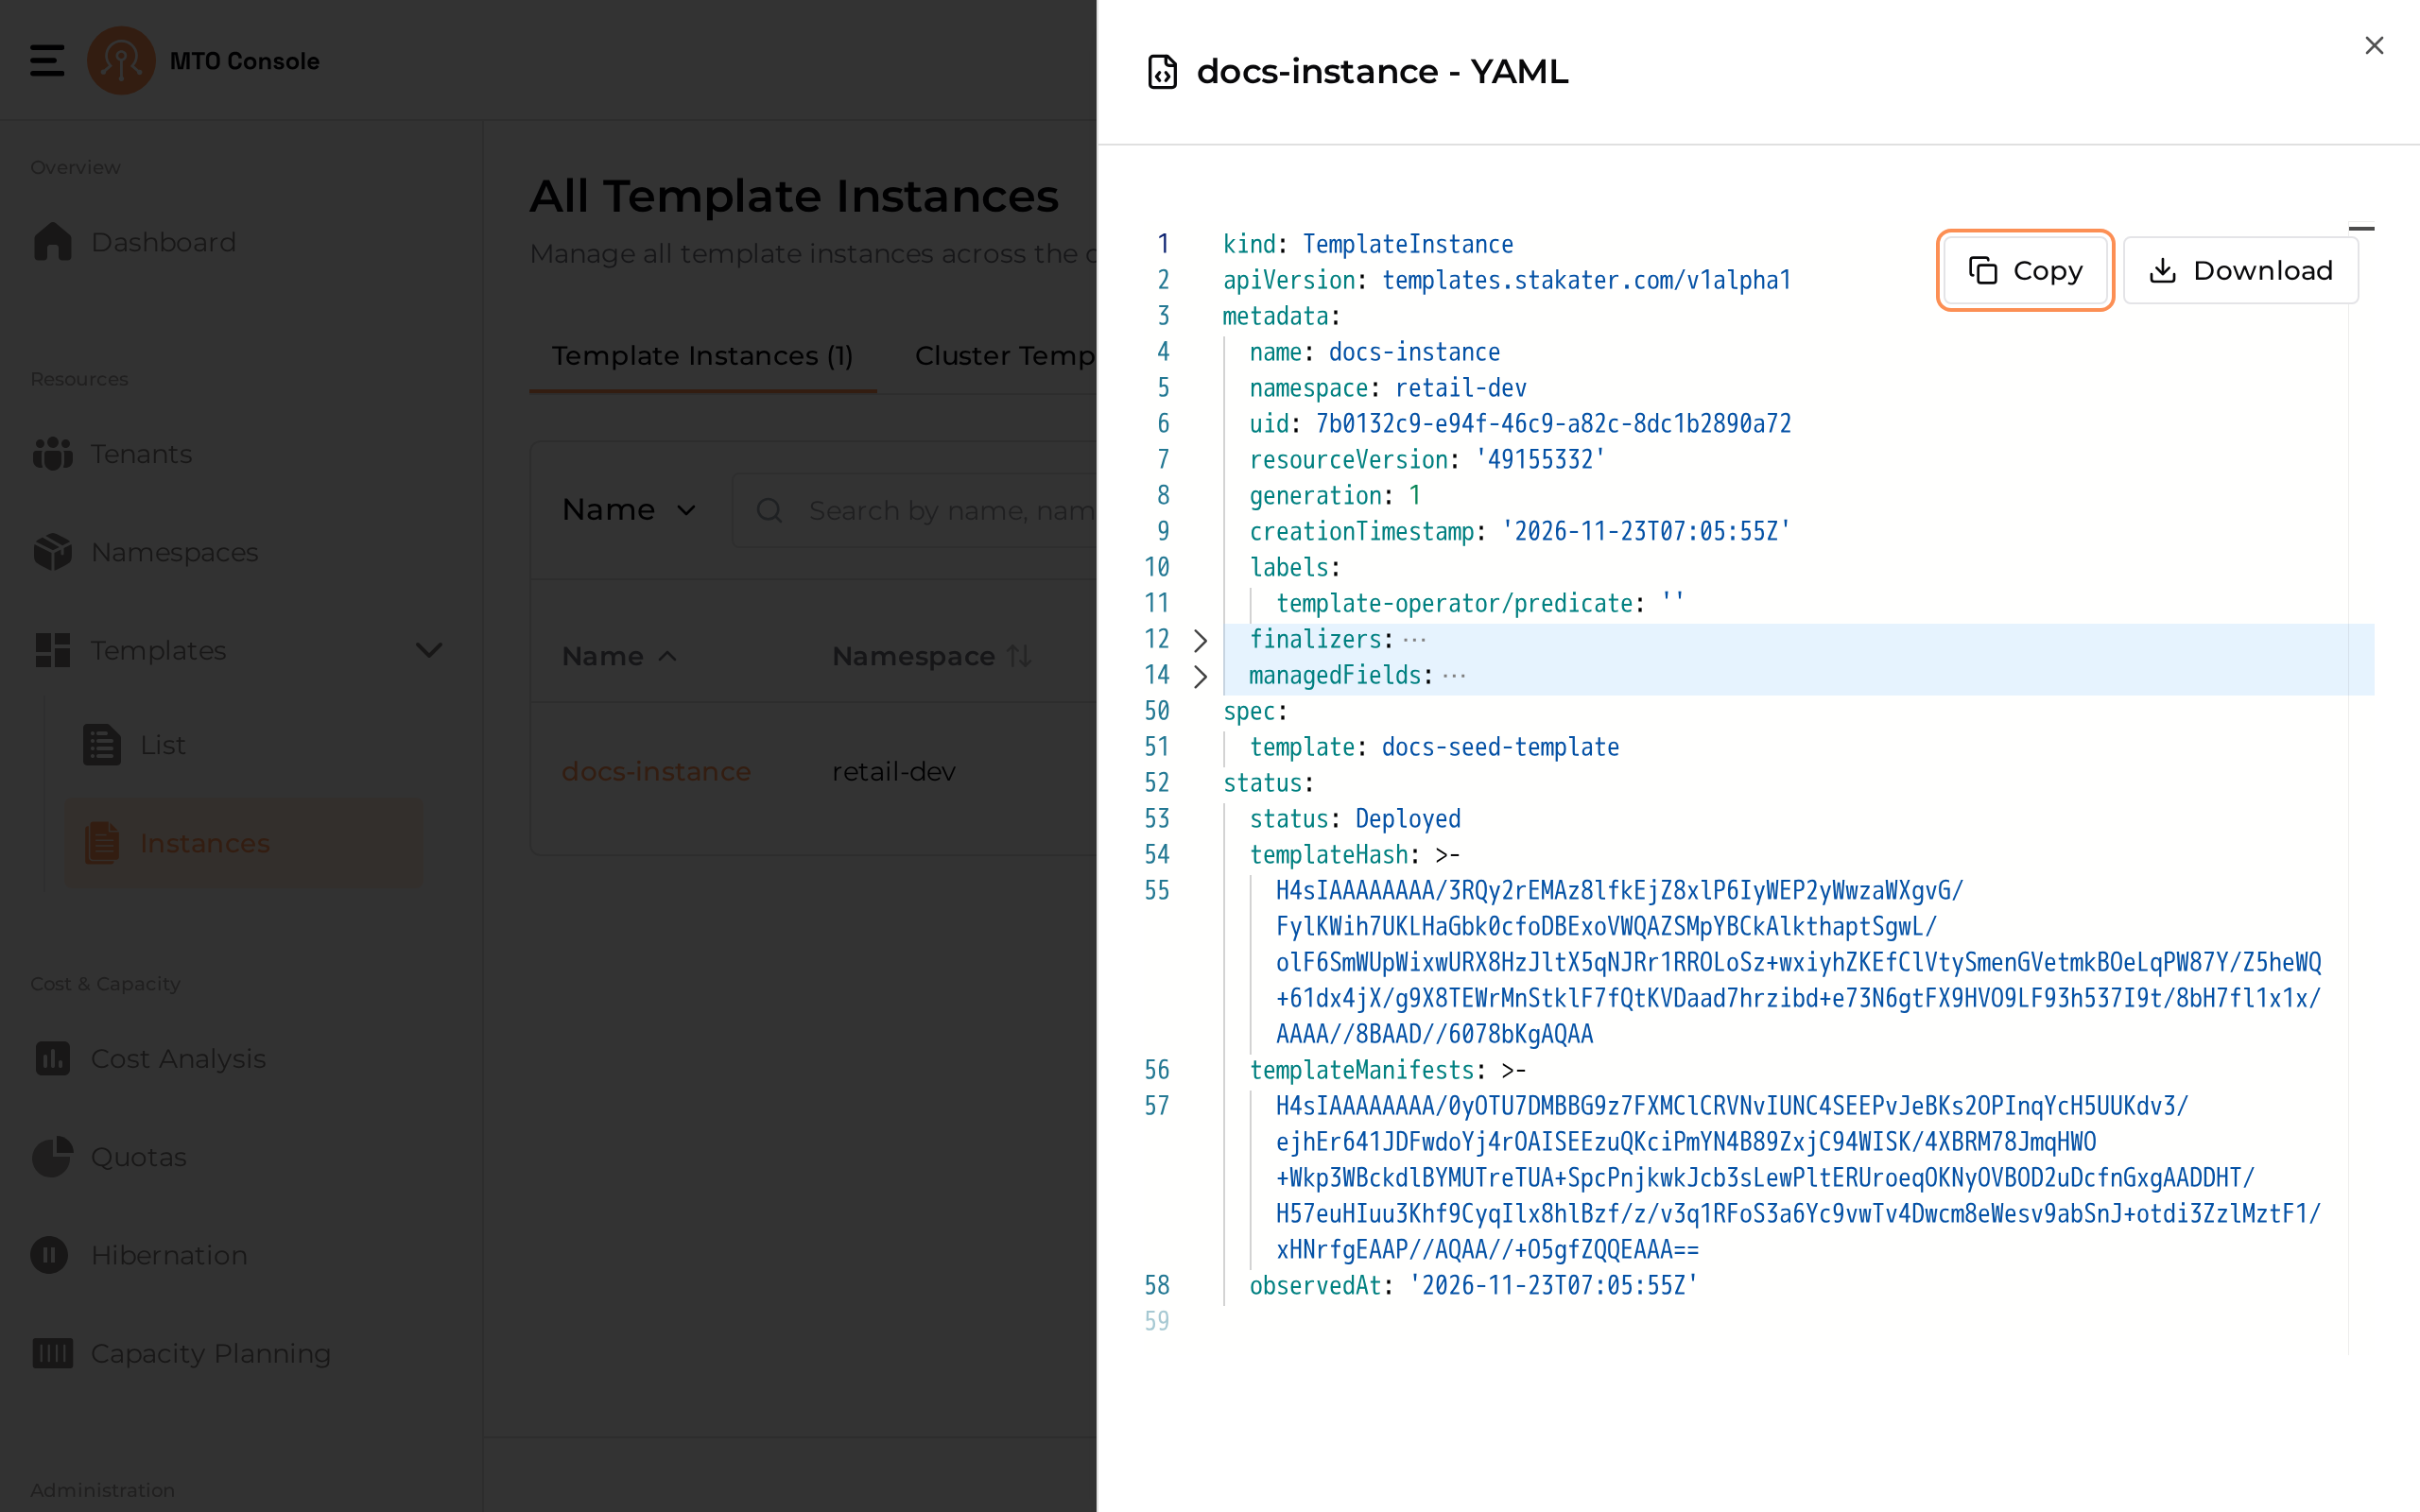 MTO Console
Overview
Dashboard
Resources
Tenants
Namespaces
Templates
List
Instances
Cost & Capacity
Cost Analysis
Quotas
Hibernation
Capacity Planning
Administration
All Template Instances
Manage all template instances across the c
Template Instances (1)
Cluster Temp
Name
Search by name, nam
Name
Namespace
docs-instance
retail-dev
docs-instance - YAML
Copy
Download
1 kind: TemplateInstance
2 apiVersion: templates.stakater.com/v1alpha1
3 metadata:
4 name: docs-instance
5 namespace: retail-dev
6 uid: 7b0132c9-e94f-46c9-a82c-8dc1b2890a72
7 resourceVersion: '49155332'
8 generation: 1
9 creationTimestamp: '2026-11-23T07:05:55Z'
10 labels:
11 template-operator/predicate: ''
12 finalizers: ···
14 managedFields: ···
50 spec:
51 template: docs-seed-template
52 status:
53 status: Deployed
54 templateHash: >-
55 H4sIAAAAAAAA/3RQy2rEMAz8lfkEjZ8xlP6IyWEP2yWwzaWXgvG/
FylKWih7UKLHaGbk0cfoDBExoVWQAZSMpYBCkAlkthaptSgwL/
olF6SmWUpWixwURX8HzJltX5qNJRr1RROLoSz+wxiyhZKEfClVtySmenGVetmkBOeLqPW87Y/Z5heWQ
+61dx4jX/g9X8TEWrMnStklF7fQtKVDaad7hrzibd+e73N6gtFX9HVO9LF93h537I9t/8bH7fl1x1x/
AAAA//8BAAD//6078bKgAQAA
56 templateManifests: >-
57 H4sIAAAAAAAA/0yOTU7DMBBG9z7FXMClCRVNvIUNC4SEEPvJeBKs2OPInqYcH5UUKdv3/
ejhEr641JDFwdoYj4rOAISEEzuQKciPmYN4B89ZxjC94WISK/4XBRM78JmqHWO
+Wkp3WBckdlBYMUTreTUA+SpcPnjkwkJcb3sLewPltERUroeqOKNyOVBOD2uDcfnGxgAADDHT/
H57euHIuu3Khf9CyqIlx8hlBzf/z/v3q1RFoS3a6Yc9vwTv4Dwcm8eWesv9abSnJ+otdi3ZzlMztF1/
xHNrfgEAAP//AQAA//+O5gfZQQEAAA==
58 observedAt: '2026-11-23T07:05:55Z'
59